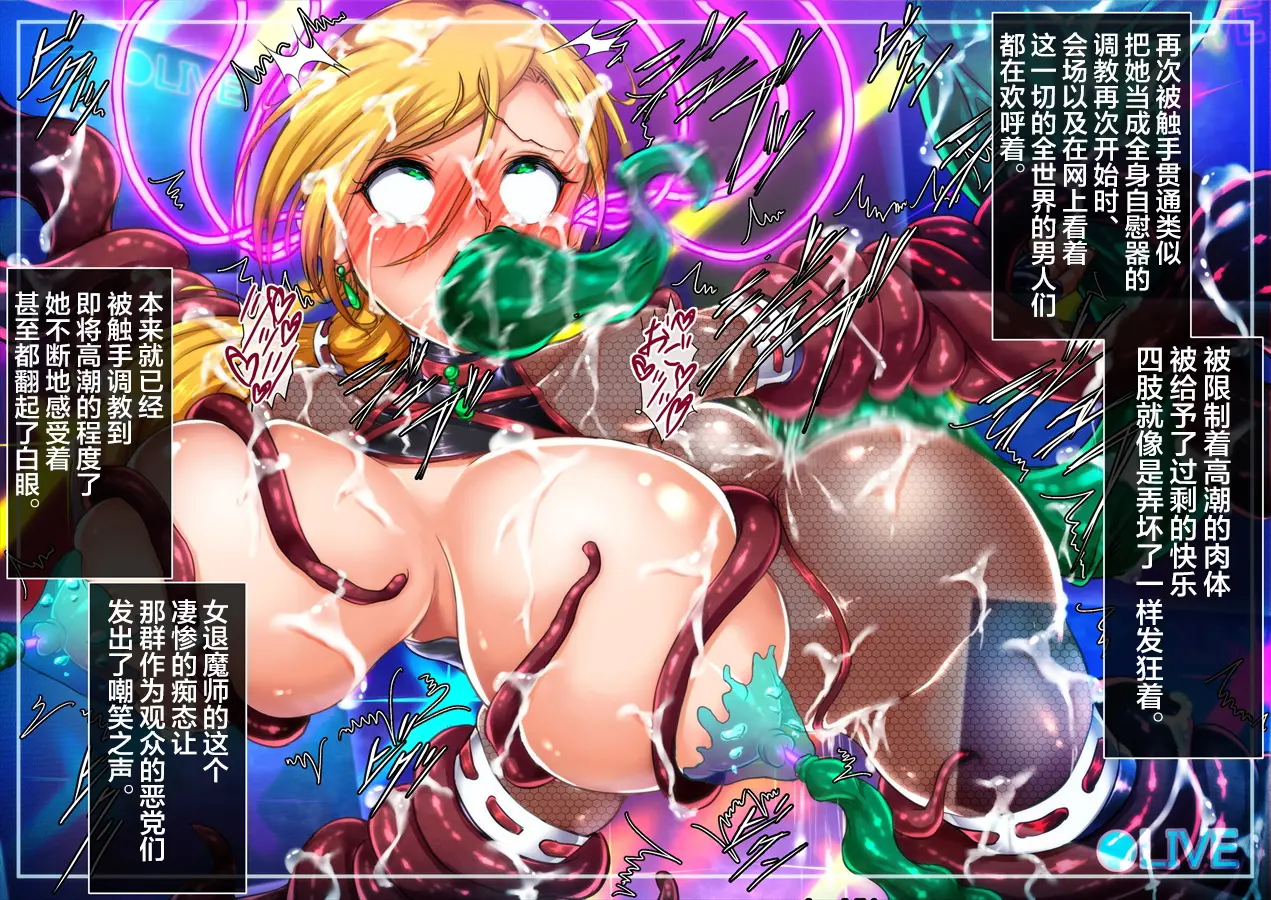 再次被触手贯通类似
把她当成全身自慰器的
调教再次开始时、
会场以及在网上看着
这一切的全世界的男人们
都在欢呼着。
被限制着高潮的肉体
被给予了过剩的快乐
四肢就像是弄坏了一样发狂着。
本来就已经
被触手调教到
即将高潮的程度了
她不断地感受着
甚至都翻起了白眼。
女退魔师的这个
凄惨的痴态让
那群作为观众的恶党们
发出了嘲笑之声。
LIVE
LIVE
LIVE